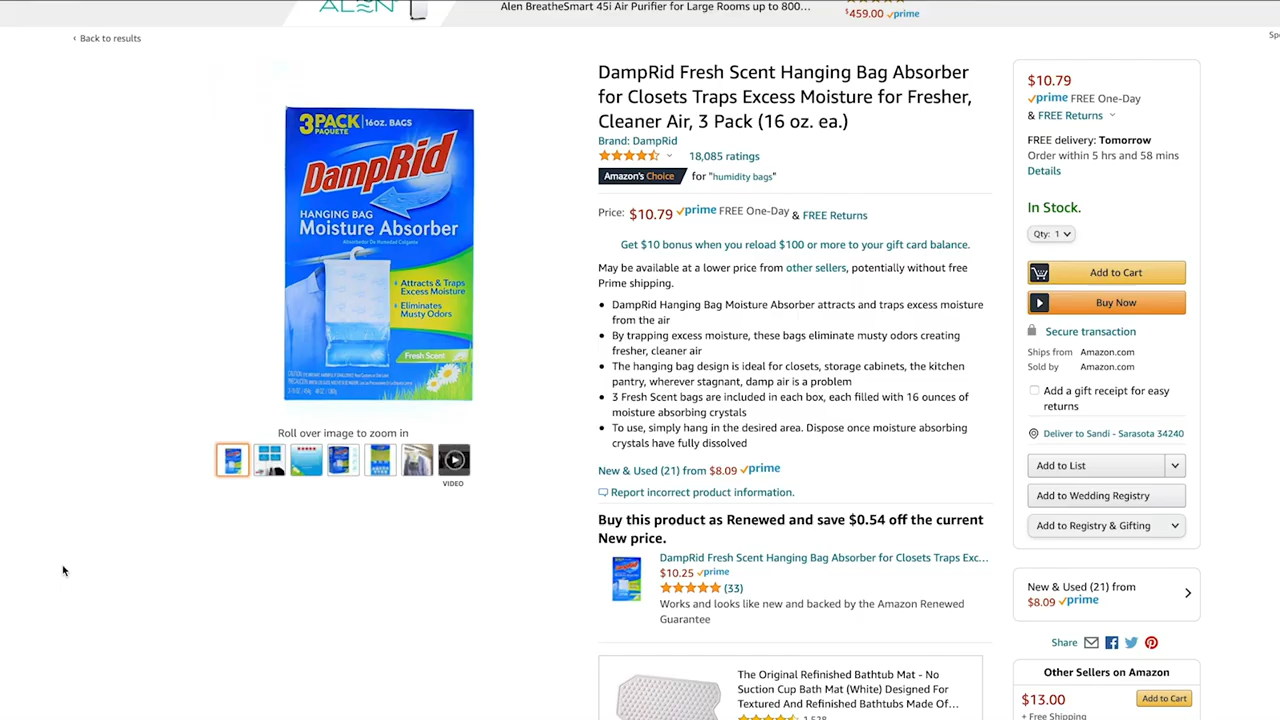 ALEN
Alen BreatheSmart 45i Air Purifier for Large Rooms up to 800...
$459.00 prime
‹ Back to results
DampRid Fresh Scent Hanging Bag Absorber
for Closets Traps Excess Moisture for Fresher,
Cleaner Air, 3 Pack (16 oz. ea.)
Brand: DampRid
18,085 ratings
Amazon's Choice for "humidity bags"
Price: $10.79 prime FREE One-Day & FREE Returns
Get $10 bonus when you reload $100 or more to your gift card balance.
May be available at a lower price from other sellers, potentially without free
Prime shipping.
• DampRid Hanging Bag Moisture Absorber attracts and traps excess moisture
from the air
• By trapping excess moisture, these bags eliminate musty odors creating
fresher, cleaner air
• The hanging bag design is ideal for closets, storage cabinets, the kitchen
pantry, wherever stagnant, damp air is a problem
• 3 Fresh Scent bags are included in each box, each filled with 16 ounces of
moisture absorbing crystals
• To use, simply hang in the desired area. Dispose once moisture absorbing
crystals have fully dissolved
New & Used (21) from $8.09 prime
Report incorrect product information.
Buy this product as Renewed and save $0.54 off the current
New price.
DampRid Fresh Scent Hanging Bag Absorber for Closets Traps Exc...
$10.25 prime
(33)
Works and looks like new and backed by the Amazon Renewed
Guarantee
The Original Refinished Bathtub Mat - No
Suction Cup Bath Mat (White) Designed For
Textured And Refinished Bathtubs Made Of...
1,528
3 PACK 16oz. BAGS
PAQUETE
DampRid
HANGING BAG
Moisture Absorber
Absorbente De Humedad Colgante
Attracts & Traps
Excess Moisture
Eliminates
Musty Odors
Fresh Scent
Roll over image to zoom in
VIDEO
$10.79
prime FREE One-Day
& FREE Returns
FREE delivery: Tomorrow
Order within 5 hrs and 58 mins
Details
In Stock.
Qty: 1
Add to Cart
Buy Now
Secure transaction
Ships from Amazon.com
Sold by Amazon.com
Add a gift receipt for easy
returns
Deliver to Sandi - Sarasota 34240
Add to List
Add to Wedding Registry
Add to Registry & Gifting
New & Used (21) from
$8.09 prime
Share
Other Sellers on Amazon
$13.00 Add to Cart
+ Free Shipping